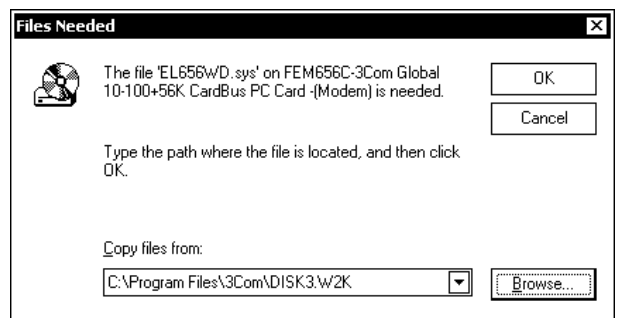 Files Needed
The file 'EL656WD.sys' on FEM656C-3Com Global
10-100+56K CardBus PC Card -(Modem) is needed.
OK
Cancel
Type the path where the file is located, and then click
OK.
Copy files from:
C:\Program Files\3Com\DISK3.W2K
Browse...